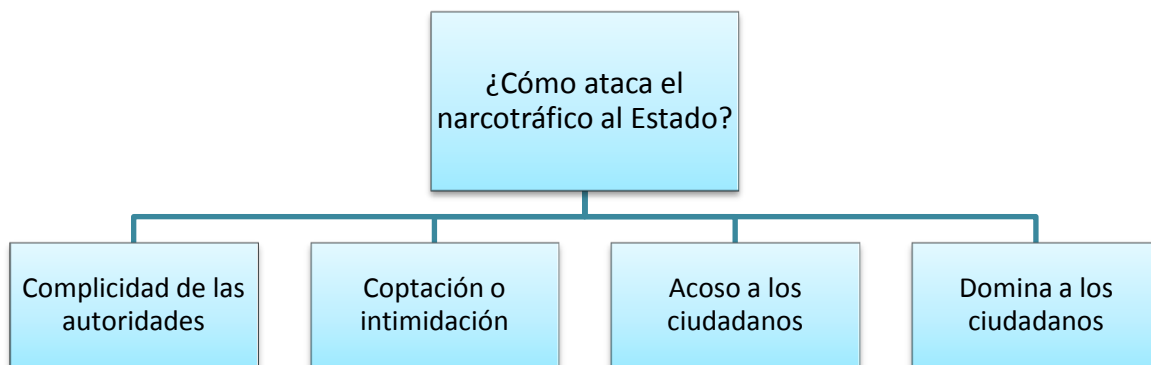 ¿Cómo ataca el
narcotráfico al Estado?
Complicidad de las
autoridades
Coptación o
intimidación
Acoso a los
ciudadanos
Domina a los
ciudadanos